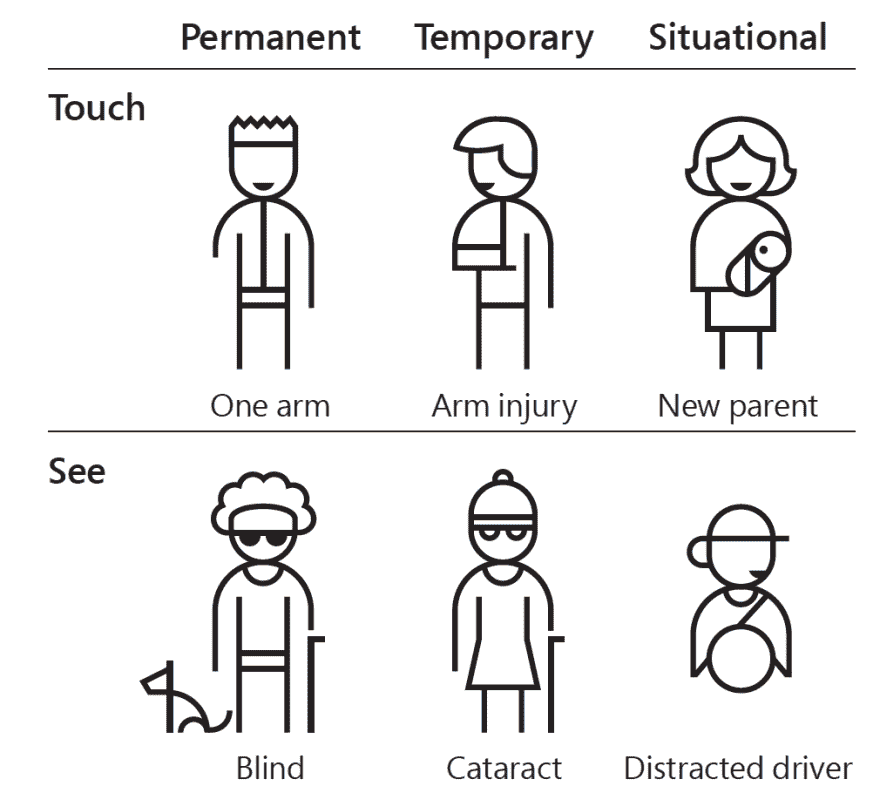 Permanent Temporary Situational
Touch
One arm Arm injury New parent
See
Blind Cataract Distracted driver